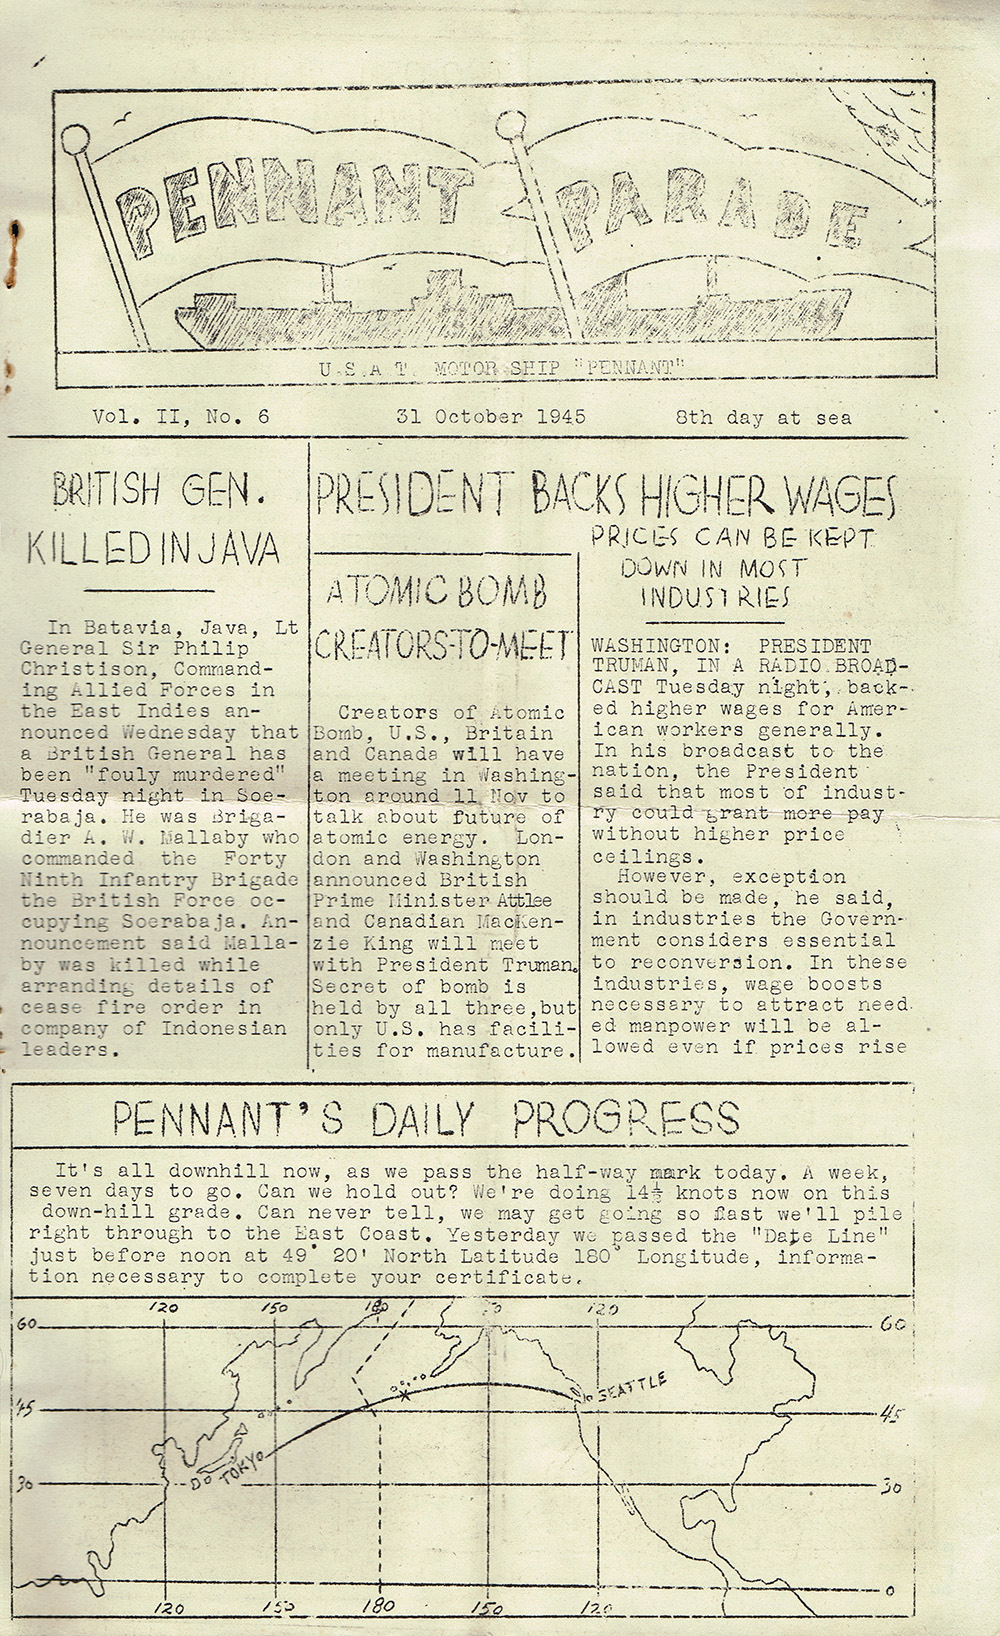 PENNANT PARADE
U.S.A.T. MOTOR SHIP "PENNANT"
Vol. II, No. 6 31 October 1945 8th day at sea
BRITISH GEN.
KILLED IN JAVA
In Batavia, Java, Lt
General Sir Philip
Christison, Command-
ing Allied Forces in
the East Indies an-
nounced Wednesday that
a British General has
been "fouly murdered"
Tuesday night in Soe-
rabaja. He was Briga-
dier A. W. Mallaby who
commanded the Forty
Ninth Infantry Brigade
the British Force oc-
cupying Soerabaja. An-
nouncement said Malla-
by was killed while
arranding details of
cease fire order in
company of Indonesian
leaders.
PRESIDENT BACKS HIGHER WAGES
ATOMIC BOMB
CREATORS-TO-MEET
Creators of Atomic
Bomb, U.S., Britain
and Canada will have
a meeting in Washing-
ton around 11 Nov to
talk about future of
atomic energy. Lon-
don and Washington
announced British
Prime Minister Attlee
and Canadian MacKen-
zie King will meet
with President Truman.
Secret of bomb is
held by all three,but
only U.S. has facili-
ties for manufacture.
PRICES CAN BE KEPT
DOWN IN MOST
INDUSTRIES
WASHINGTON: PRESIDENT
TRUMAN, IN A RADIO BROAD-
CAST Tuesday night, back-
ed higher wages for Amer-
ican workers generally.
In his broadcast to the
nation, the President
said that most of indust-
ry could grant more pay
without higher price
ceilings.
However, exception
should be made, he said,
in industries the Govern-
ment considers essential
to reconversion. In these
industries, wage boosts
necessary to attract need
ed manpower will be al-
lowed even if prices rise
PENNANT'S DAILY PROGRESS
It's all downhill now, as we pass the half-way mark today. A week,
seven days to go. Can we hold out? We're doing 14½ knots now on this
down-hill grade. Can never tell, we may get going so fast we'll pile
right through to the East Coast. Yesterday we passed the "Date Line"
just before noon at 49° 20' North Latitude 180° Longitude, informa-
tion necessary to complete your certificate.
120 150 180 120
60 60
SEATTLE
45 45
TOKYO
30 30
0
120 150 180 150 120